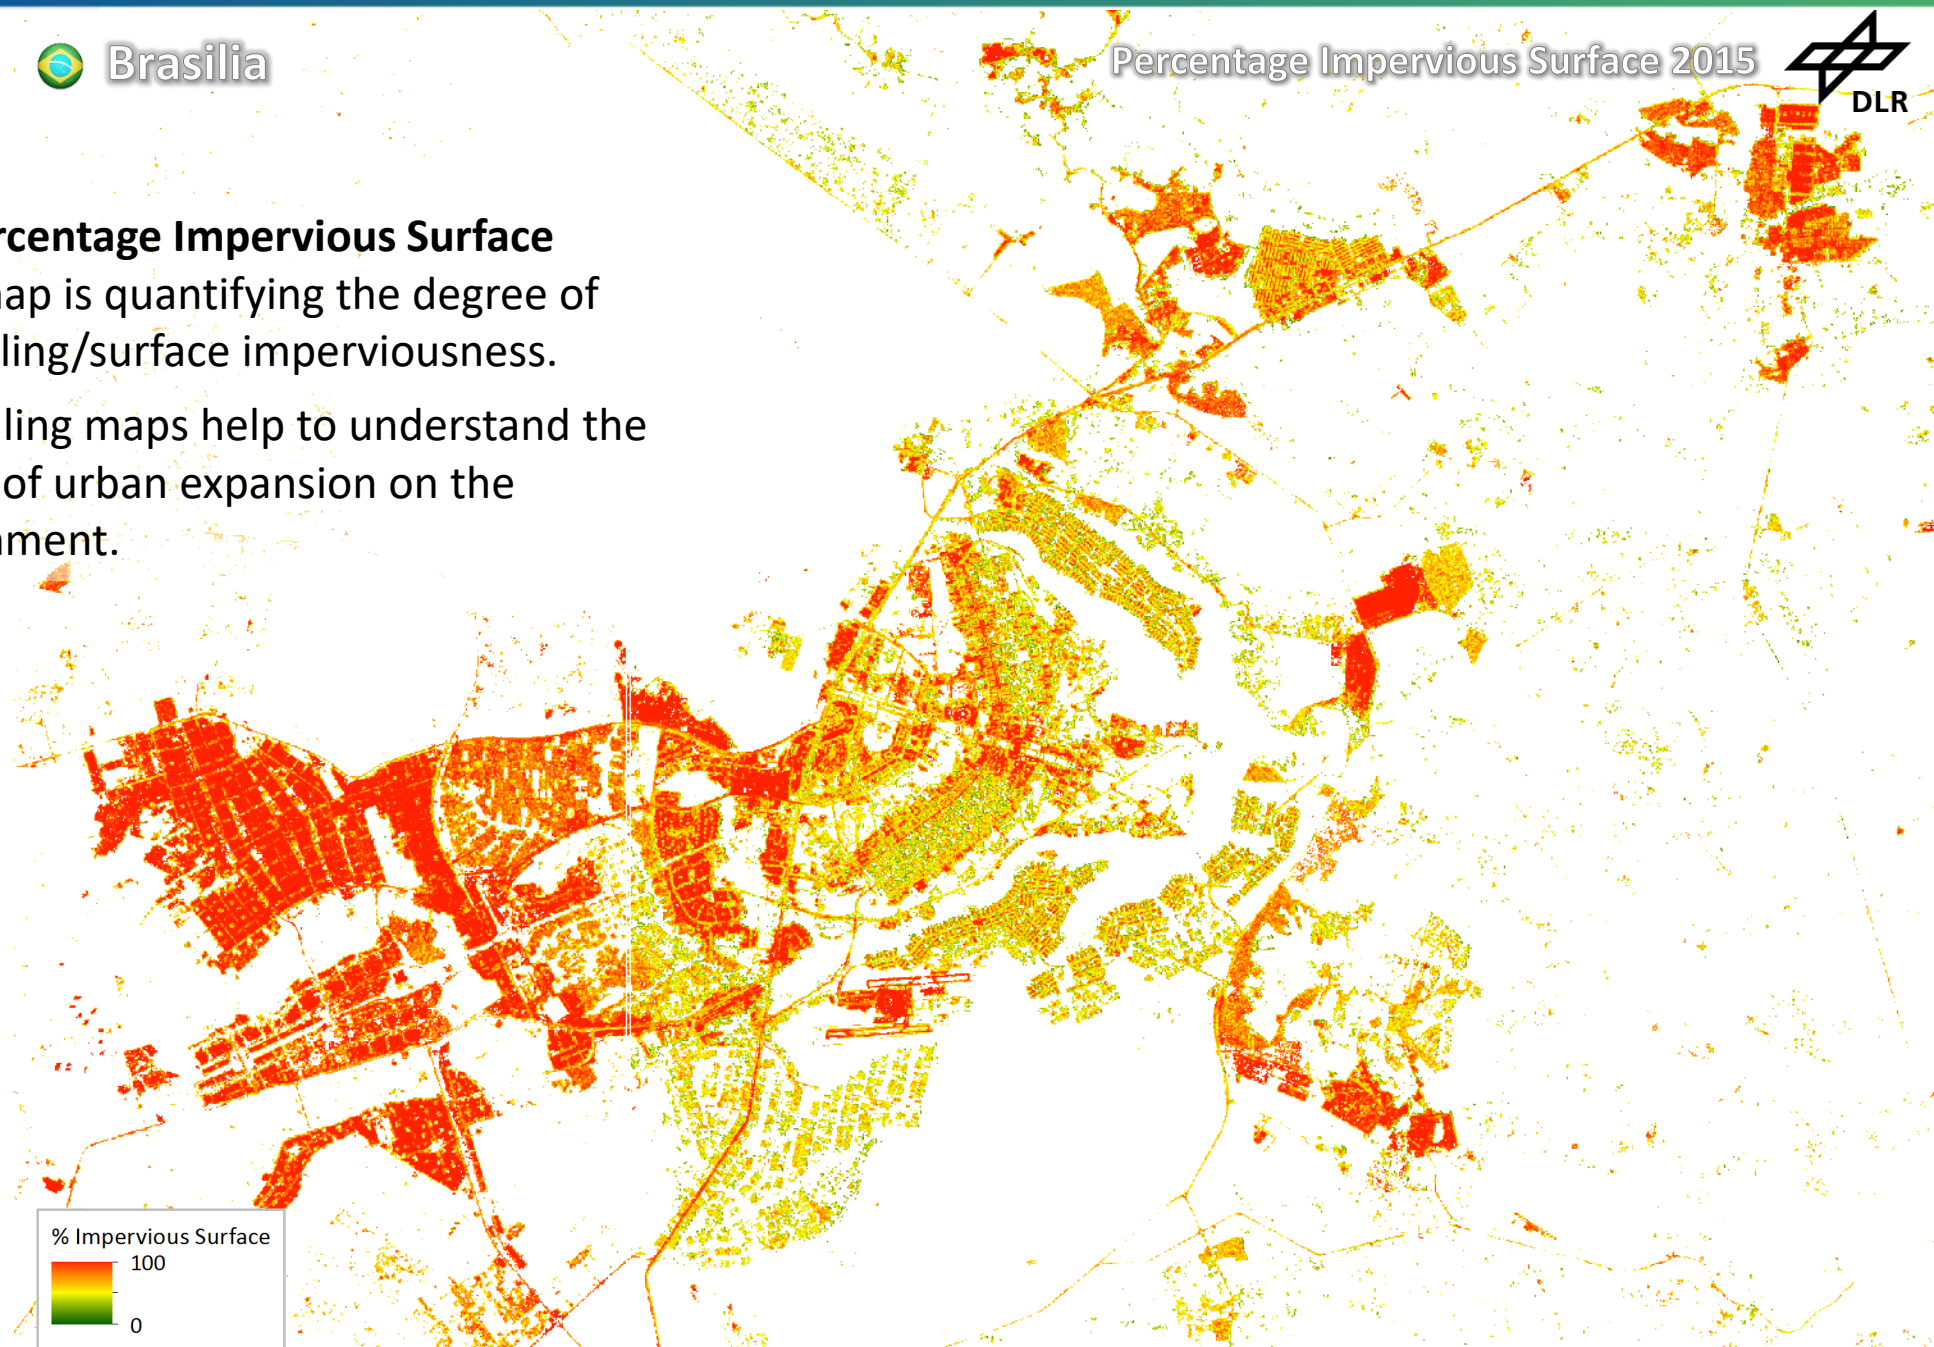 Brasilia
Percentage Impervious Surface 2015
DLR
rcentage Impervious Surface
ap is quantifying the degree of
ling/surface imperviousness.
ling maps help to understand the
of urban expansion on the
ment.
% Impervious Surface
100
0